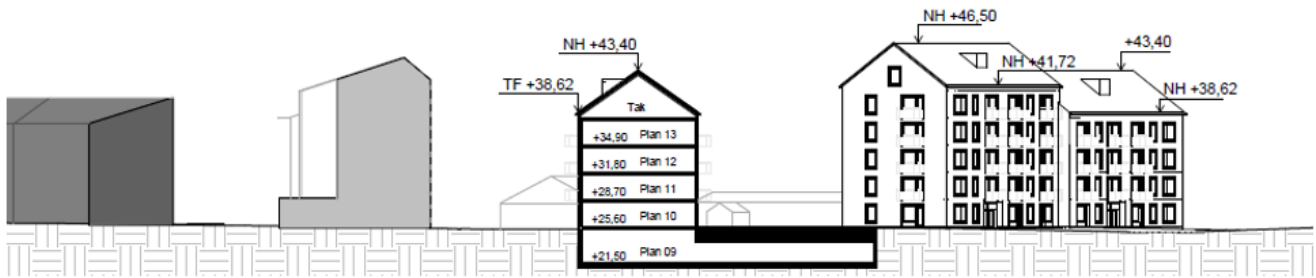 NH +46,50
NH +43,40
+43,40
NH +41,72
TF +38,62
NH +38,62
Tak
+34,90 Plan 13
+31,80 Plan 12
+28,70 Plan 11
+25,60 Plan 10
+21,50 Plan 09